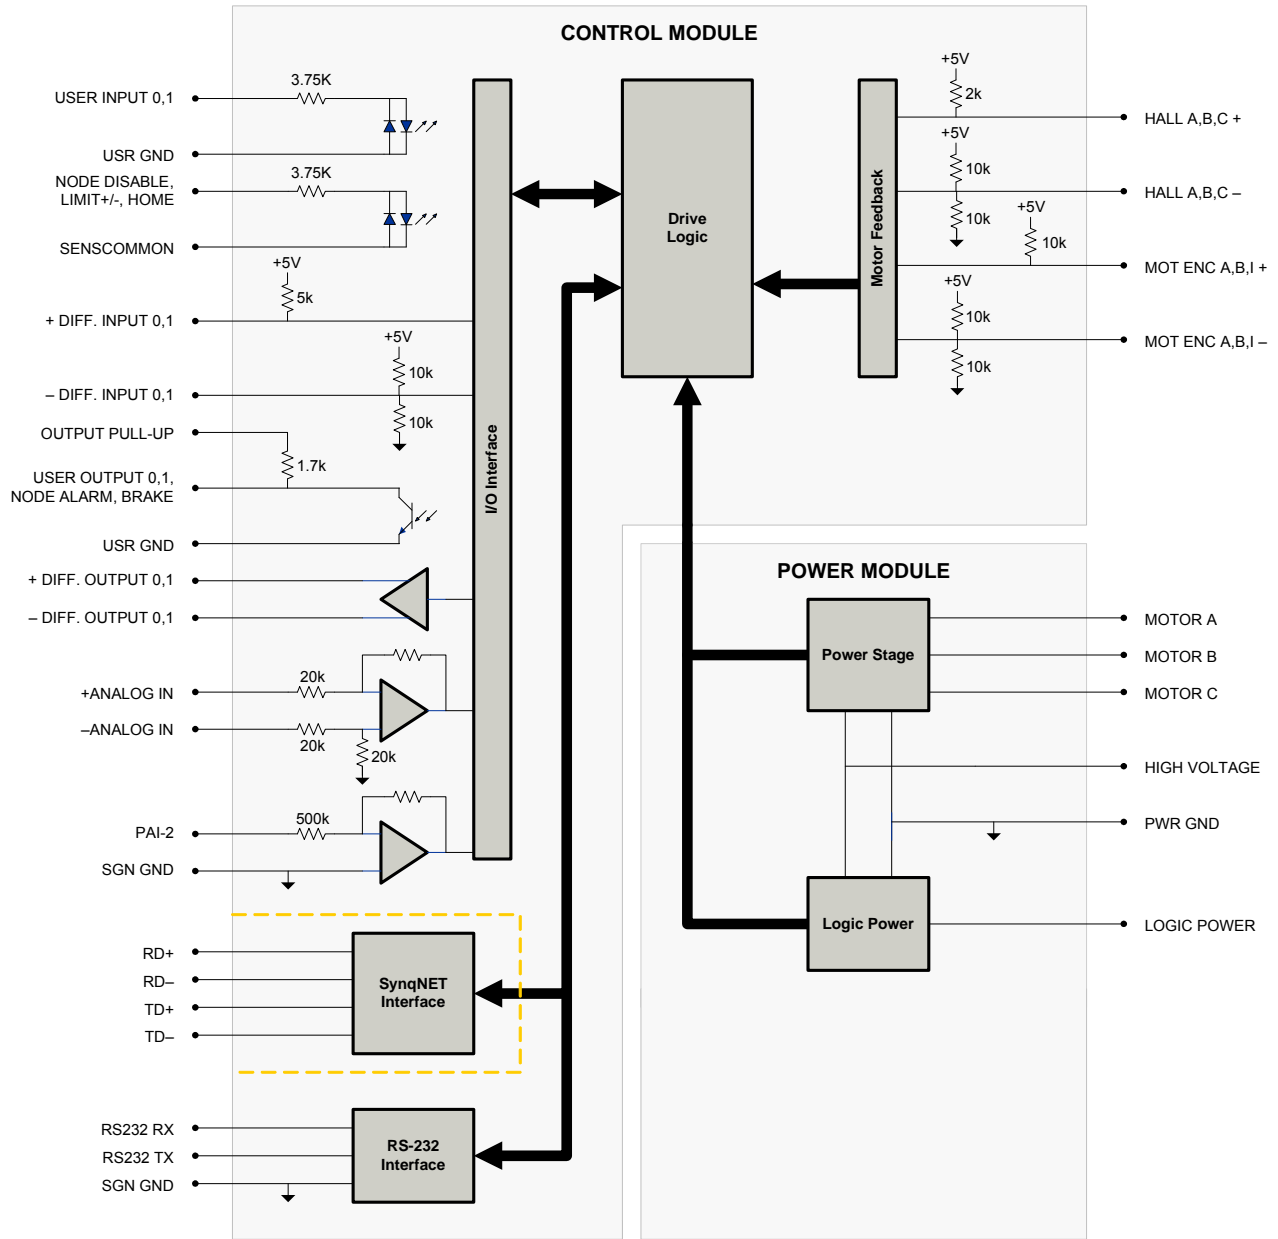 CONTROL MODULE
USER INPUT 0,1
3.75K
USR GND
NODE DISABLE,
LIMIT+/-, HOME
3.75K
SENSCOMMON
+5V
5k
+ DIFF. INPUT 0,1
+5V
10k
– DIFF. INPUT 0,1
10k
OUTPUT PULL-UP
1.7k
USER OUTPUT 0,1,
NODE ALARM, BRAKE
USR GND
+ DIFF. OUTPUT 0,1
– DIFF. OUTPUT 0,1
+ANALOG IN
20k
–ANALOG IN
20k
20k
PAI-2
500k
SGN GND
I/O Interface
RD+
RD–
TD+
TD–
SynqNET
Interface
RS232 RX
RS232 TX
SGN GND
RS-232
Interface
Drive
Logic
Motor Feedback
+5V
2k
HALL A,B,C +
+5V
10k
HALL A,B,C –
10k
+5V
10k
MOT ENC A,B,I +
+5V
10k
MOT ENC A,B,I –
10k
POWER MODULE
Power Stage
MOTOR A
MOTOR B
MOTOR C
HIGH VOLTAGE
PWR GND
Logic Power
LOGIC POWER